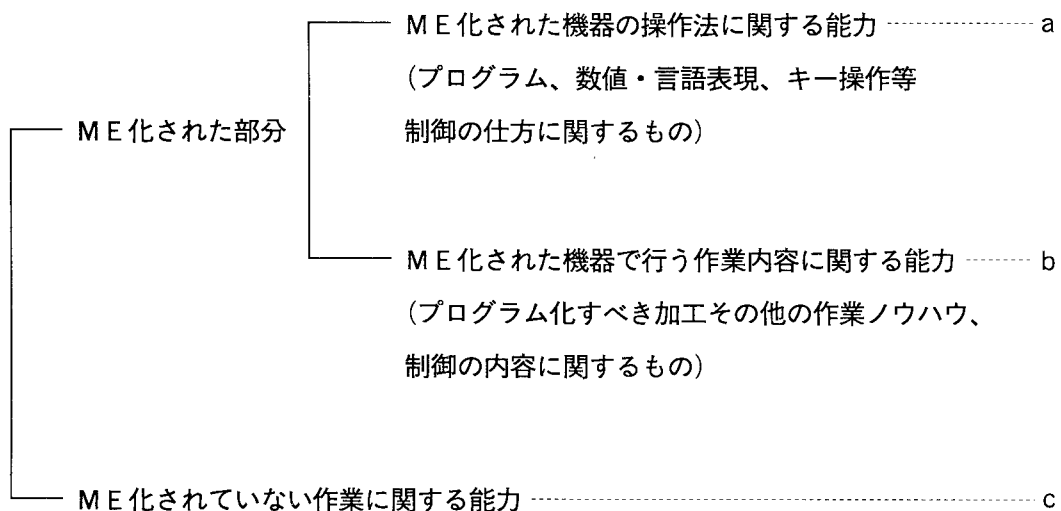 ME化された機器の操作法に関する能力 ………… a
(プログラム、数値・言語表現、キー操作等
ME化された部分
制御の仕方に関するもの)
ME化された機器で行う作業内容に関する能力 ……… b
(プログラム化すべき加工その他の作業ノウハウ、
制御の内容に関するもの)
ME化されていない作業に関する能力 ………… c